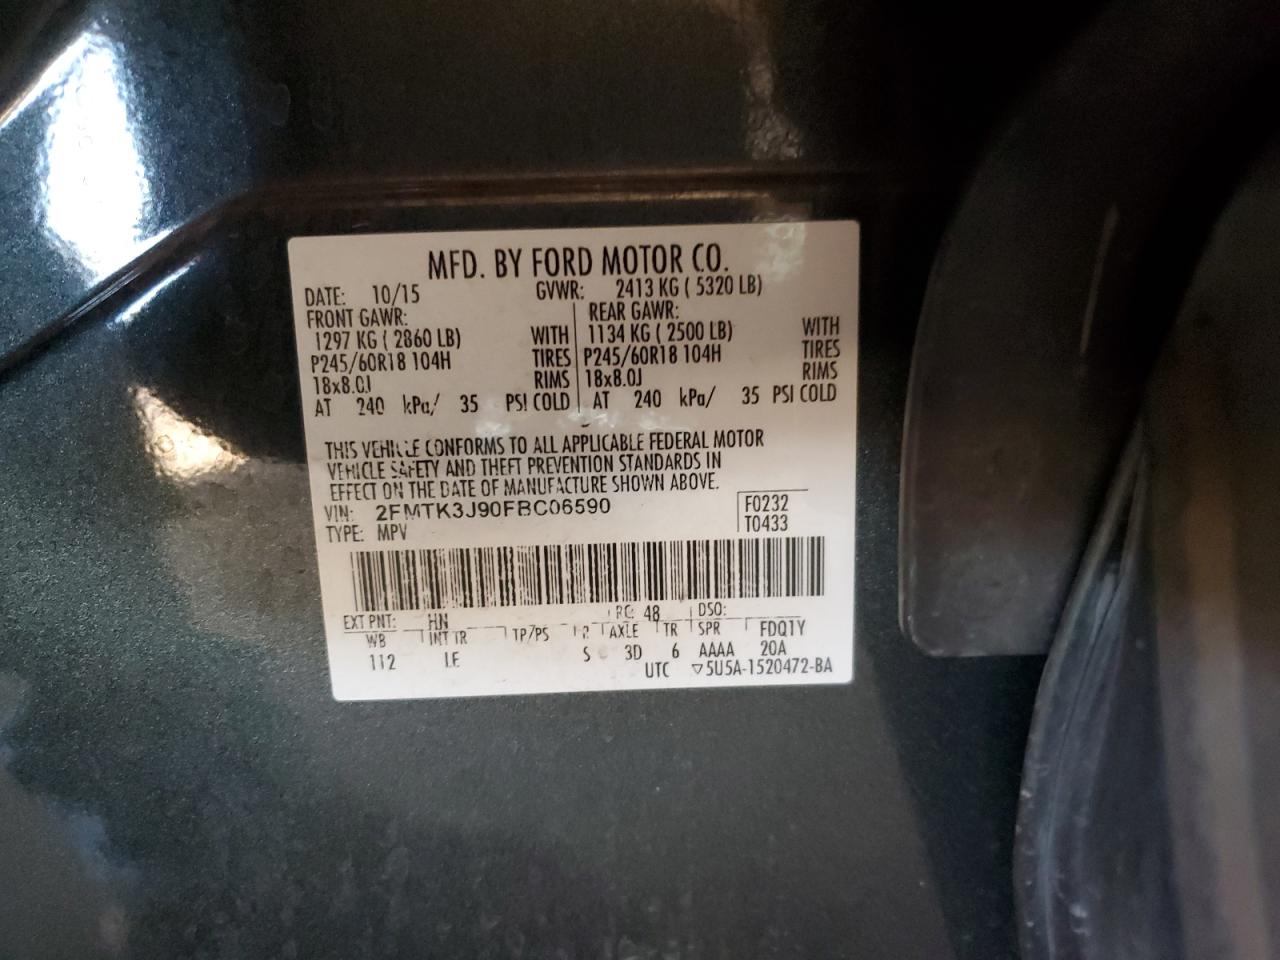 MFD. BY FORD MOTOR CO.
DATE: 10/15 GVWR: 2413 KG ( 5320 LB)
FRONT GAWR: REAR GAWR:
1297 KG ( 2860 LB) WITH 1134 KG ( 2500 LB) WITH
P245/60R18 104H TIRES P245/60R18 104H TIRES
18x8.0J RIMS 18x8.0J RIMS
AT 240 kPa/ 35 PSI COLD AT 240 kPa/ 35 PSI COLD
THIS VEHICLE CONFORMS TO ALL APPLICABLE FEDERAL MOTOR
VEHICLE SAFETY AND THEFT PREVENTION STANDARDS IN
EFFECT ON THE DATE OF MANUFACTURE SHOWN ABOVE.
VIN: 2FMTK3J90FBC06590 F0232
TYPE: MPV T0433
EXT PNT: HN RC: 48 DSO:
WB INT TR TP/PS R AXLE TR SPR FDQ1Y
112 LE S 3D 6 AAAA 20A
UTC ▽5U5A-1520472-BA